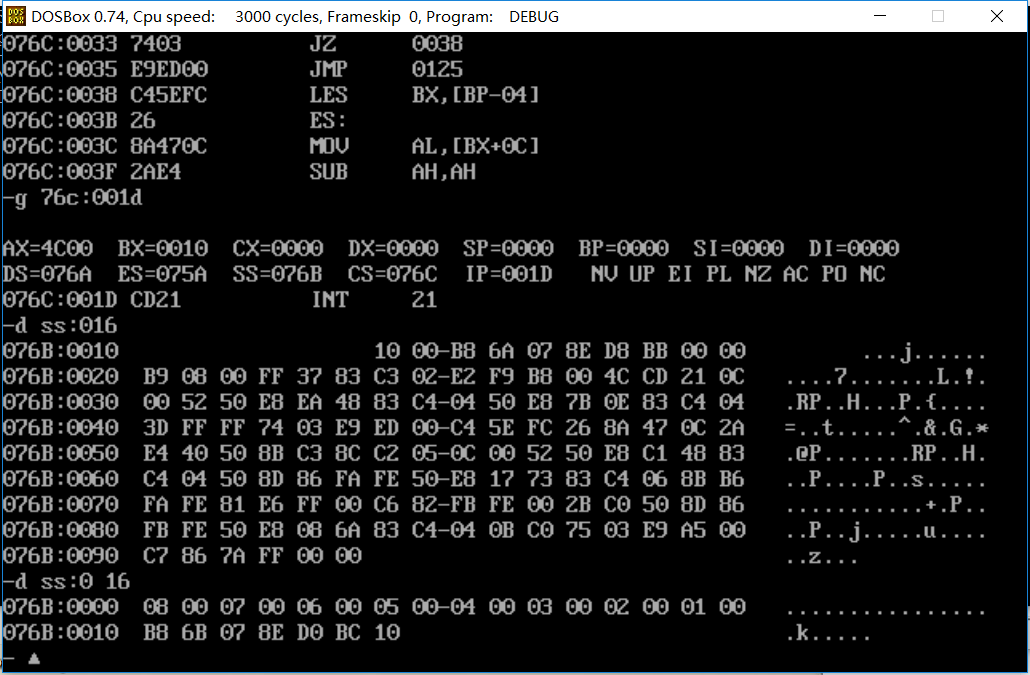 DOSBox 0.74, Cpu speed:    3000 cycles, Frameskip  0, Program:   DEBUG
076C:0033 7403          JZ      0038
076C:0035 E9ED00        JMP     0125
076C:0038 C45EFC        LES     BX,[BP-04]
076C:003B 26            ES:
076C:003C 8A470C        MOV     AL,[BX+0C]
076C:003F 2AE4          SUB     AH,AH
-g 76c:001d
AX=4C00  BX=0010  CX=0000  DX=0000  SP=0000  BP=0000  SI=0000  DI=0000
DS=076A  ES=075A  SS=076B  CS=076C  IP=001D   NV UP EI PL NZ AC PO NC
076C:001D CD21          INT     21
-d ss:016
076B:0010                    10 00-B8 6A 07 8E D8 BB 00 00         ...j......
076B:0020  B9 08 00 FF 37 83 C3 02-E2 F9 B8 00 4C CD 21 0C   ....7.......L.!.
076B:0030  00 52 50 E8 EA 48 83 C4-04 50 E8 7B 0E 83 C4 04   .RP..H...P.{....
076B:0040  3D FF FF 74 03 E9 ED 00-C4 5E FC 26 8A 47 0C 2A   =..t.....^.&.G.*
076B:0050  E4 40 50 8B C3 8C C2 05-0C 00 52 50 E8 C1 48 83   .@P.......RP..H.
076B:0060  C4 04 50 8D 86 FA FE 50-E8 17 73 83 C4 06 8B B6   ..P....P..s.....
076B:0070  FA FE 81 E6 FF 00 C6 82-FB FE 00 2B C0 50 8D 86   ...........+.P..
076B:0080  FB FE 50 E8 08 6A 83 C4-04 0B C0 75 03 E9 A5 00   ..P..j.....u....
076B:0090  C7 86 7A FF 00 00                                 ..z...
-d ss:0 16
076B:0000  08 00 07 00 06 00 05 00-04 00 03 00 02 00 01 00   ................
076B:0010  B8 6B 07 8E D0 BC 10                              .k.....
-